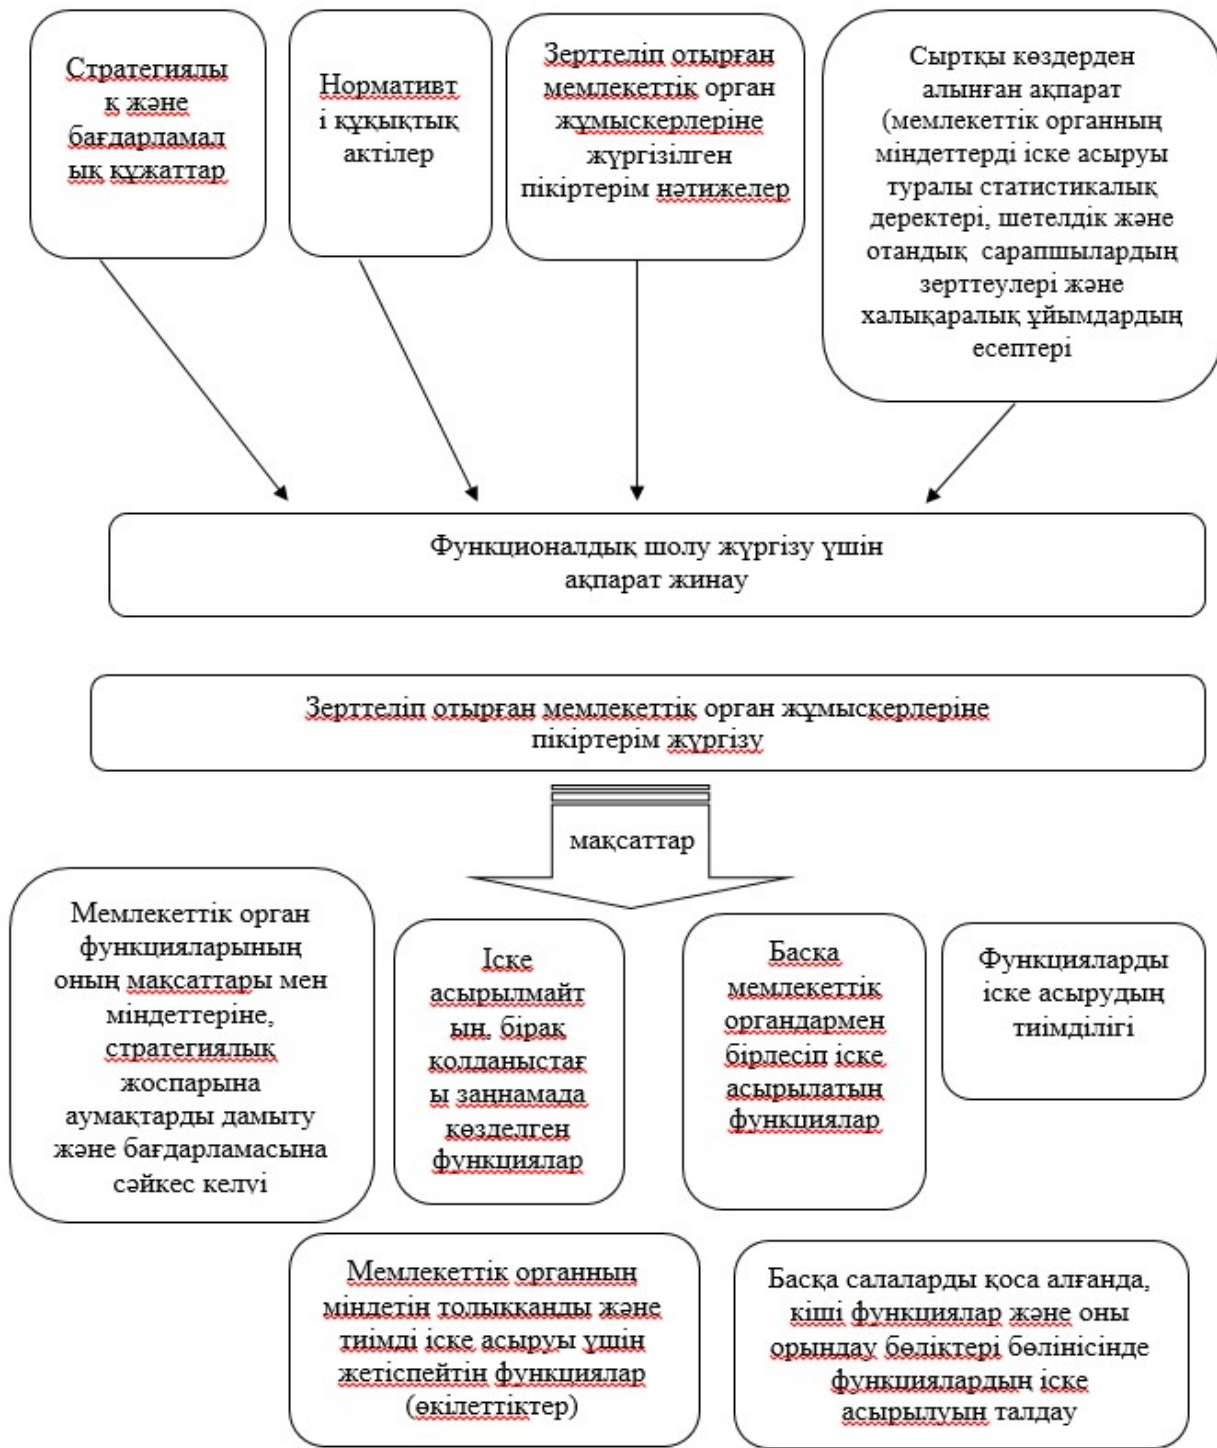 Стратегиялы
қ және
бағдарламал
ық құжаттар
Нормативт
і құқықтық
актілер
Зерттеліп отырған
мемлекеттік орган
жұмыскерлеріне
жүргізілген
пікіртерім нәтижелер
Сыртқы көздерден
алынған ақпарат
(мемлекеттік органның
міндеттерді іске асыруы
туралы статистикалық
деректері, шетелдік және
отандық сарапшылардың
зерттеулері және
халықаралық ұйымдардың
есептері
Функционалдық шолу жүргізу үшін
ақпарат жинау
Зерттеліп отырған мемлекеттік орган жұмыскерлеріне
пікіртерім жүргізу
мақсаттар
Мемлекеттік орган
функцияларының
оның мақсаттары мен
міндеттеріне,
стратегиялық
жоспарына
аумақтарды дамыту
және бағдарламасына
сәйкес келуі
Іске
асырылмайт
ын, бірақ
қолданыстағ
ы заңнамада
көзделген
функциялар
Басқа
мемлекеттік
органдармен
бірлесіп іске
асырылатын
функциялар
Функцияларды
іске асырудың
тиімділігі
Мемлекеттік органның
міндетін толыққанды және
тиімді іске асыруы үшін
жетіспейтін функциялар
(өкілеттіктер)
Басқа салаларды қоса алғанда,
кіші функциялар және оны
орындау бөліктері бөлінісінде
функциялардың іске
асырылуын талдау